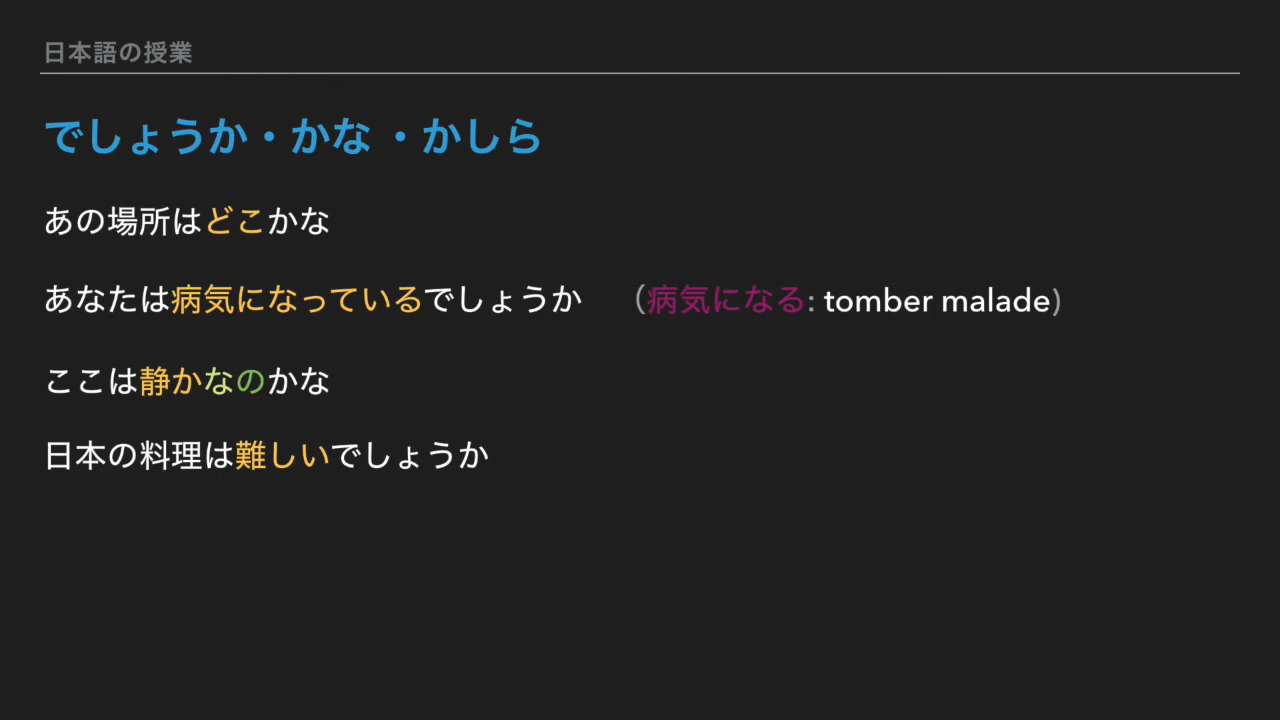 日本語の授業
でしょうか・かな ・かしら
あの場所はどこかな
あなたは病気になっているでしょうか (病気になる: tomber malade)
ここは静かなのかな
日本の料理は難しいでしょうか